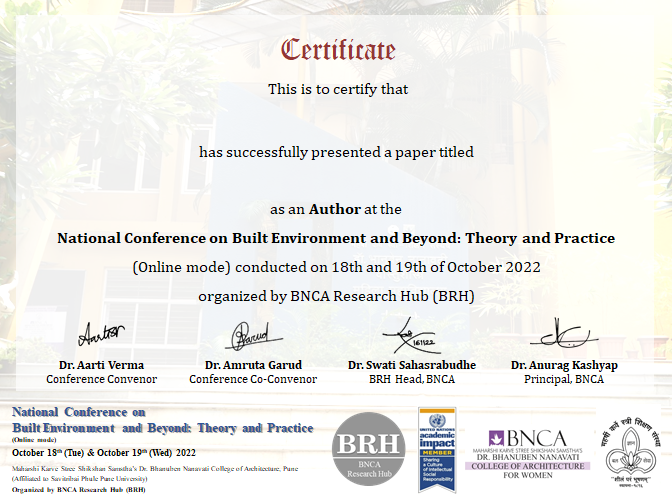 Certificate
This is to certify that
has successfully presented a paper titled
as an Author at the
National Conference on Built Environment and Beyond: Theory and Practice
(Online mode) conducted on 18th and 19th of October 2022
organized by BNCA Research Hub (BRH)
161122
Dr. Aarti Verma
Conference Convenor
Dr. Amruta Garud
Conference Co-Convenor
Dr. Swati Sahasrabudhe
BRH Head, BNCA
Dr. Anurag Kashyap
Principal, BNCA
National Conference on
Built Environment and Beyond: Theory and Practice
(Online mode)
October 18th (Tue) & October 19th (Wed) 2022
Maharshi Karve Stree Shikshan Samstha's Dr. Bhanuben Nanavati College of Architecture, Pune
(Affiliated to Savitribai Phule Pune University)
Organized by BNCA Research Hub (BRH)
BRH
BNCA
Research Hub
UNITED NATIONS
academic
impact
MEMBER
Sharing a
Culture of
Intellectual
Social
Responsibility
BNCA
MAHARSHI KARVE STREE SHIKSHAN SAMSTHA'S
DR. BHANUBEN NANAVATI
COLLEGE OF ARCHITECTURE
FOR WOMEN
महर्षी कर्वे स्त्री शिक्षण संस्था